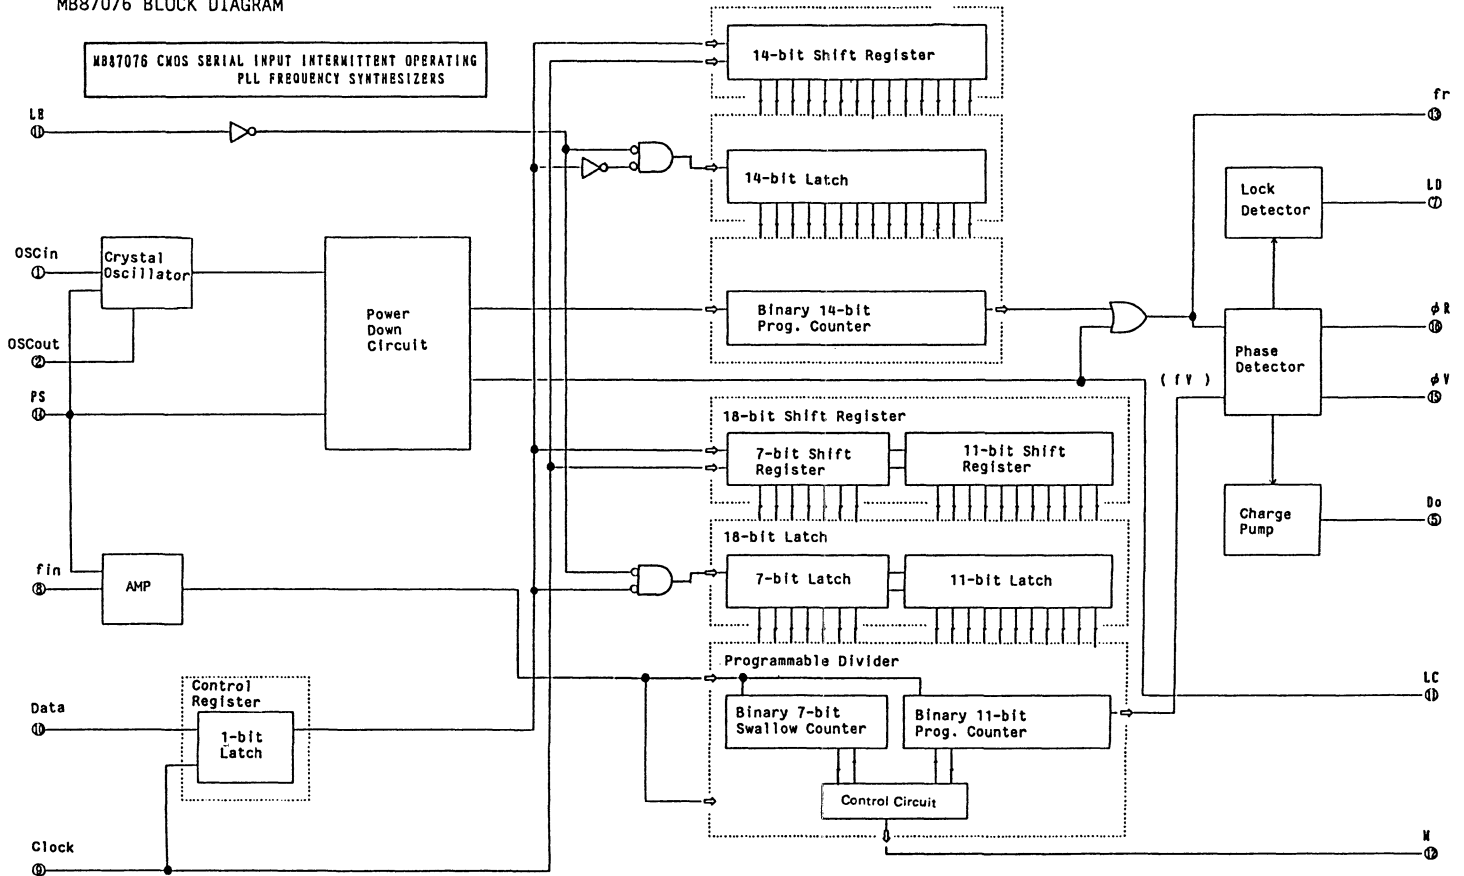 MB87076 BLOCK DIAGRAM
MB87076 CMOS SERIAL INPUT INTERMITTENT OPERATING
PLL FREQUENCY SYNTHESIZERS
14-bit Shift Register
fr
13
LE
11
14-bit Latch
Lock
Detector
LD
7
OSCin
1
Crystal
Oscillator
Power
Down
Circuit
Binary 14-bit
Prog. Counter
Phase
Detector
φR
16
OSCout
2
( fV )
φV
15
PS
14
18-bit Shift Register
7-bit Shift
Register
11-bit Shift
Register
Charge
Pump
Do
5
18-bit Latch
7-bit Latch
11-bit Latch
fin
8
AMP
Programmable Divider
Control
Register
1-bit
Latch
Data
10
Binary 7-bit
Swallow Counter
Binary 11-bit
Prog. Counter
LC
Control Circuit
Clock
9
M
12